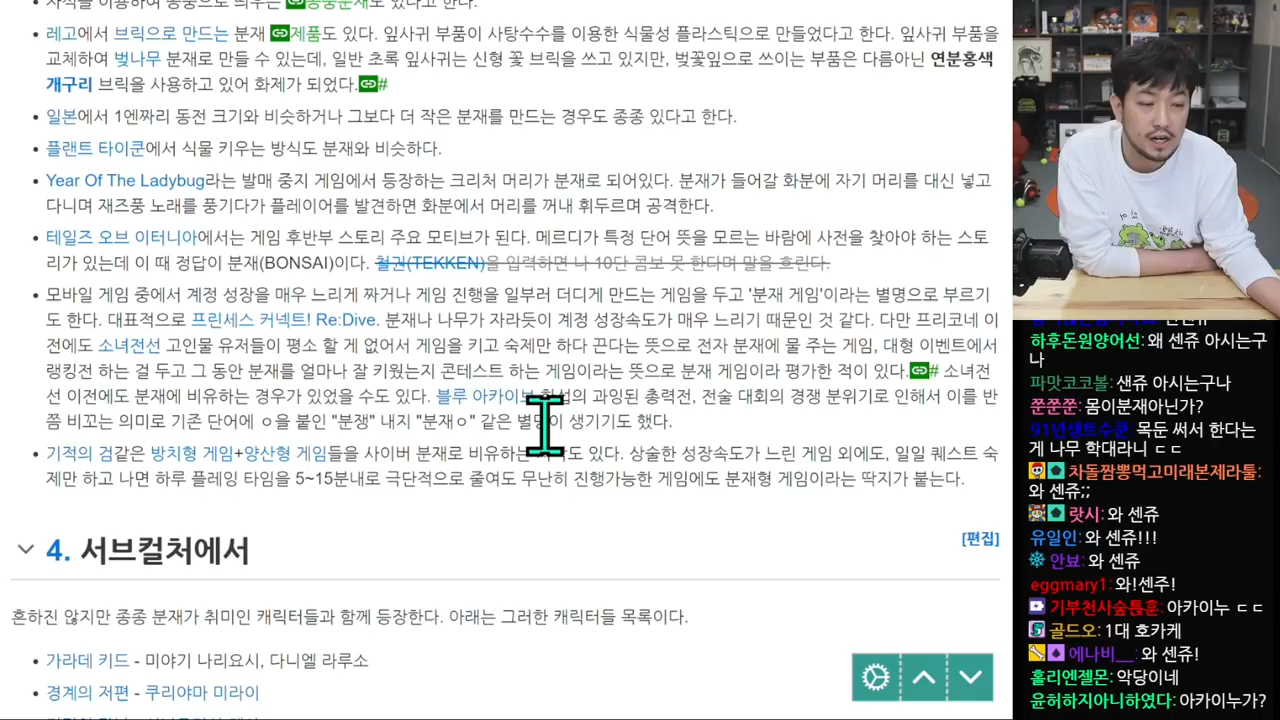 자석을 이용하여 공중으로 띄우는 공중분재도 있다고 한다.
레고에서 브릭으로 만드는 분재 제품도 있다. 잎사귀 부품이 사탕수수를 이용한 식물성 플라스틱으로 만들었다고 한다. 잎사귀 부품을
교체하여 벚나무 분재로 만들 수 있는데, 일반 초록 잎사귀는 신형 꽃 브릭을 쓰고 있지만, 벚꽃잎으로 쓰이는 부품은 다름아닌 연분홍색
개구리 브릭을 사용하고 있어 화제가 되었다.#
일본에서 1엔짜리 동전 크기와 비슷하거나 그보다 더 작은 분재를 만드는 경우도 종종 있다고 한다.
플랜트 타이쿤에서 식물 키우는 방식도 분재와 비슷하다.
Year Of The Ladybug라는 발매 중지 게임에서 등장하는 크리처 머리가 분재로 되어있다. 분재가 들어갈 화분에 자기 머리를 대신 넣고
다니며 재즈풍 노래를 풍기다가 플레이어를 발견하면 화분에서 머리를 꺼내 휘두르며 공격한다.
테일즈 오브 이터니아에서는 게임 후반부 스토리 주요 모티브가 된다. 메르디가 특정 단어 뜻을 모르는 바람에 사전을 찾아야 하는 스토
리가 있는데 이 때 정답이 분재(BONSAI)이다. 철권(TEKKEN)을 입력하면 나 10단 콤보 못 한다며 말을 흐린다.
모바일 게임 중에서 계정 성장을 매우 느리게 짜거나 게임 진행을 일부러 더디게 만드는 게임을 두고 '분재 게임'이라는 별명으로 부르기
도 한다. 대표적으로 프린세스 커넥트! Re:Dive. 분재나 나무가 자라듯이 계정 성장속도가 매우 느리기 때문인 것 같다. 다만 프리코네 이
전에도 소녀전선 고인물 유저들이 평소 할 게 없어서 게임을 키고 숙제만 하다 끈다는 뜻으로 전자 분재에 물 주는 게임, 대형 이벤트에서
랭킹전 하는 걸 두고 그 동안 분재를 얼마나 잘 키웠는지 콘테스트 하는 게임이라는 뜻으로 분재 게임이라 평가한 적이 있다.# 소녀전
선 이전에도 분재에 비유하는 경우가 있었을 수도 있다. 블루 아카이브 의 과잉된 총력전, 전술 대회의 경쟁 분위기로 인해서 이를 반
쯤 비꼬는 의미로 기존 단어에 ㅇ을 붙인 "분쟁" 내지 "분재ㅇ" 같은 별명이 생기기도 했다.
기적의 검같은 방치형 게임+양산형 게임들을 사이버 분재로 비유하는 도 있다. 상술한 성장속도가 느린 게임 외에도, 일일 퀘스트 숙
제만 하고 나면 하루 플레잉 타임을 5~15분내로 극단적으로 줄여도 무난히 진행가능한 게임에도 분재형 게임이라는 딱지가 붙는다.
4. 서브컬처에서
[편집]
흔하진 않지만 종종 분재가 취미인 캐릭터들과 함께 등장한다. 아래는 그러한 캐릭터들 목록이다.
가라데 키드 - 미야기 나리요시, 다니엘 라루소
경계의 저편 - 쿠리야마 미라이
하후돈원양어선: 왜 센쥬 아시는구
나
파맛코코볼: 샌쥬 아시는구나
쭌쭌쭌: 몸이분재아닌가?
91년생트수쿤: 목둔 써서 한다는
게 나무 학대라니 ㄷㄷ
차돌짬뽕먹고미래본제라툴:
와 센쥬;;
랏시: 와 센쥬
유일인: 와 센쥬!!!
안뵤: 와 센쥬
eggmary1: 와!센주!
기부천사숲튽훈: 아카이누 ㄷㄷ
골드오: 1대 호카케
에나비__: 와 센쥬!
홀리엔젤몬: 악당이네
윤허하지아니하였다: 아카이누가?